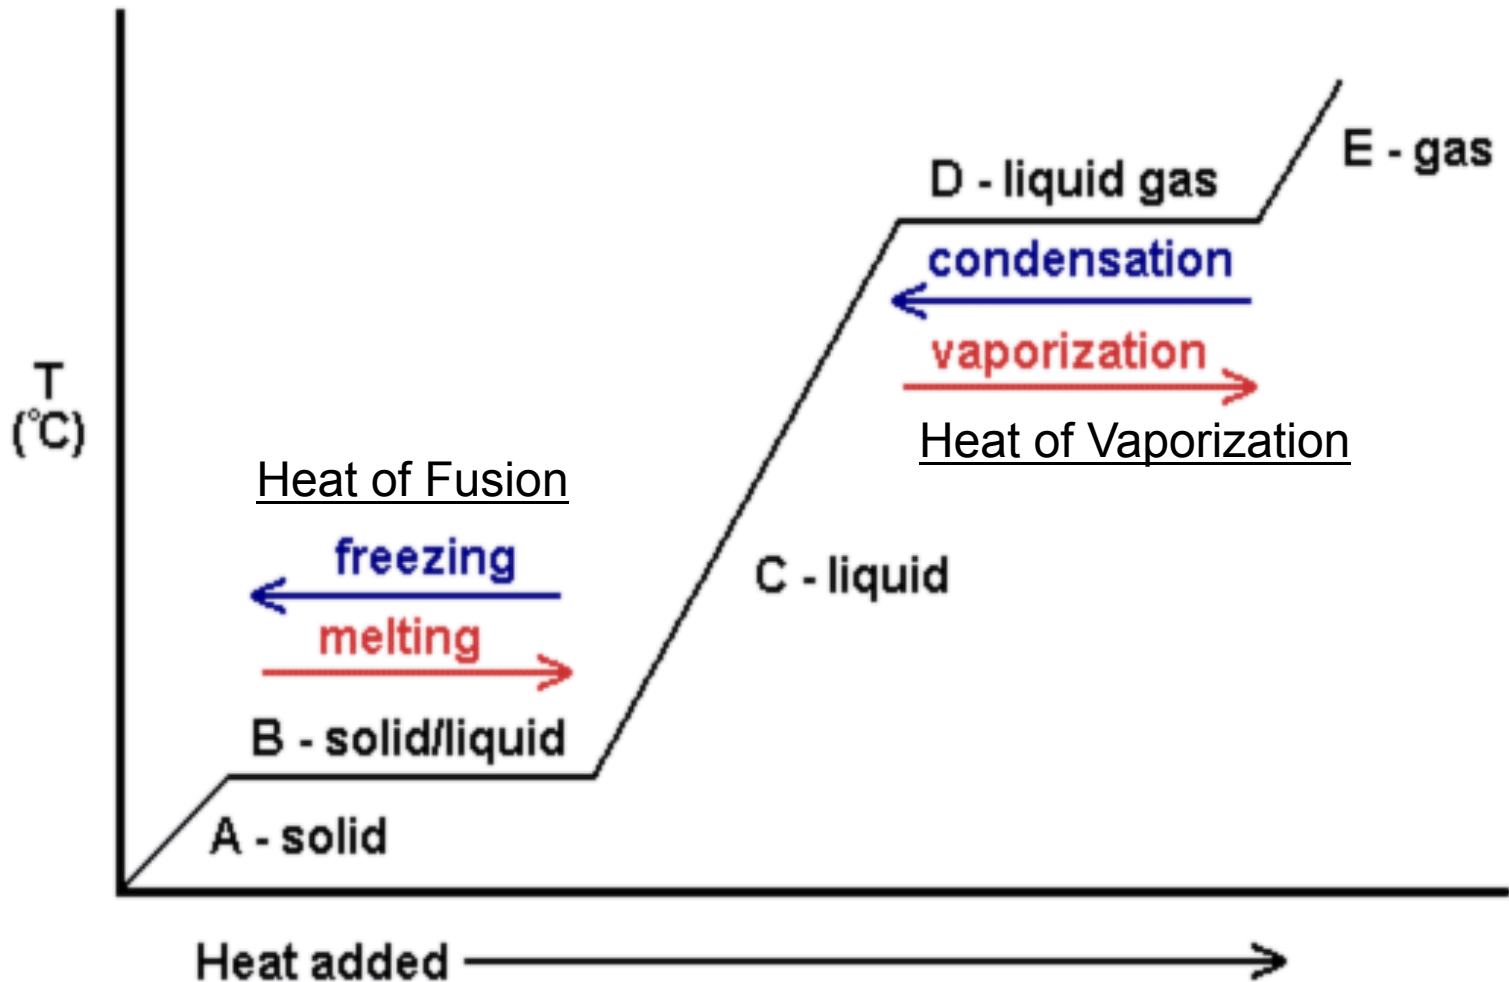 E - gas
D - liquid gas
condensation
vaporization
Heat of Vaporization
T
(°C)
Heat of Fusion
freezing
C - liquid
melting
B - solid/liquid
A - solid
Heat added